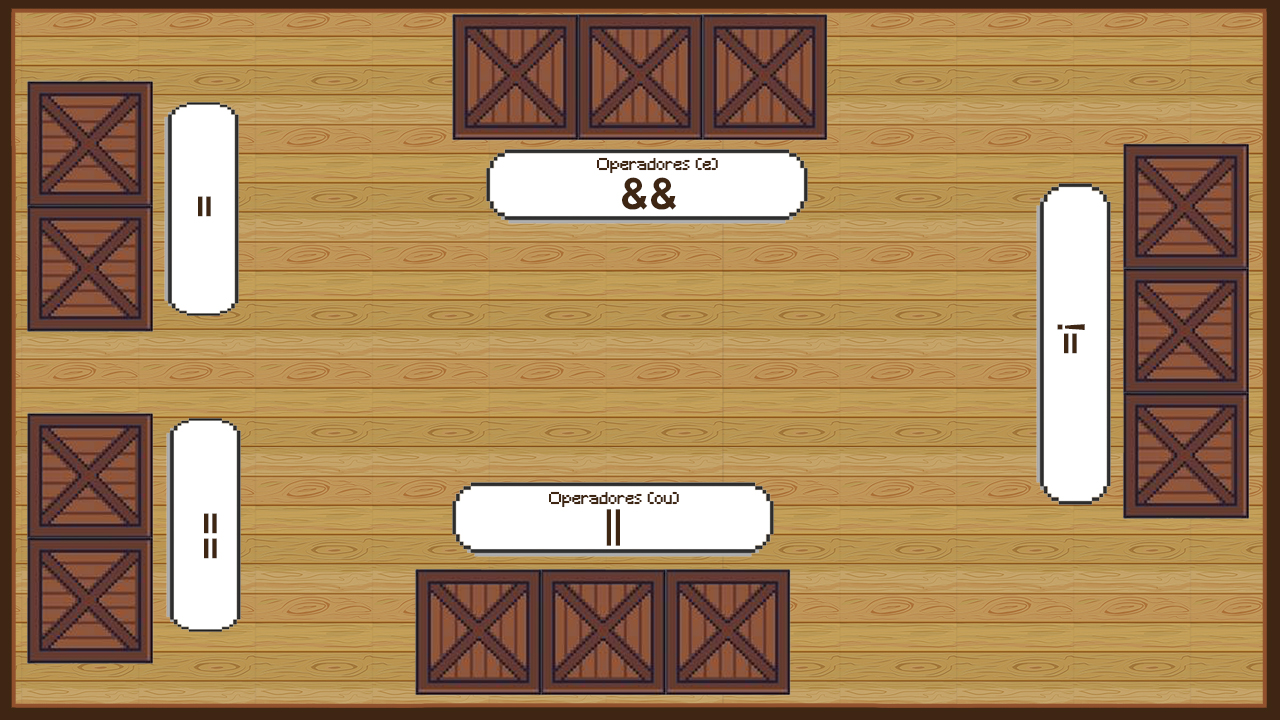 =
Operadores (e)
&&
!=
==
Operadores (ou)
||